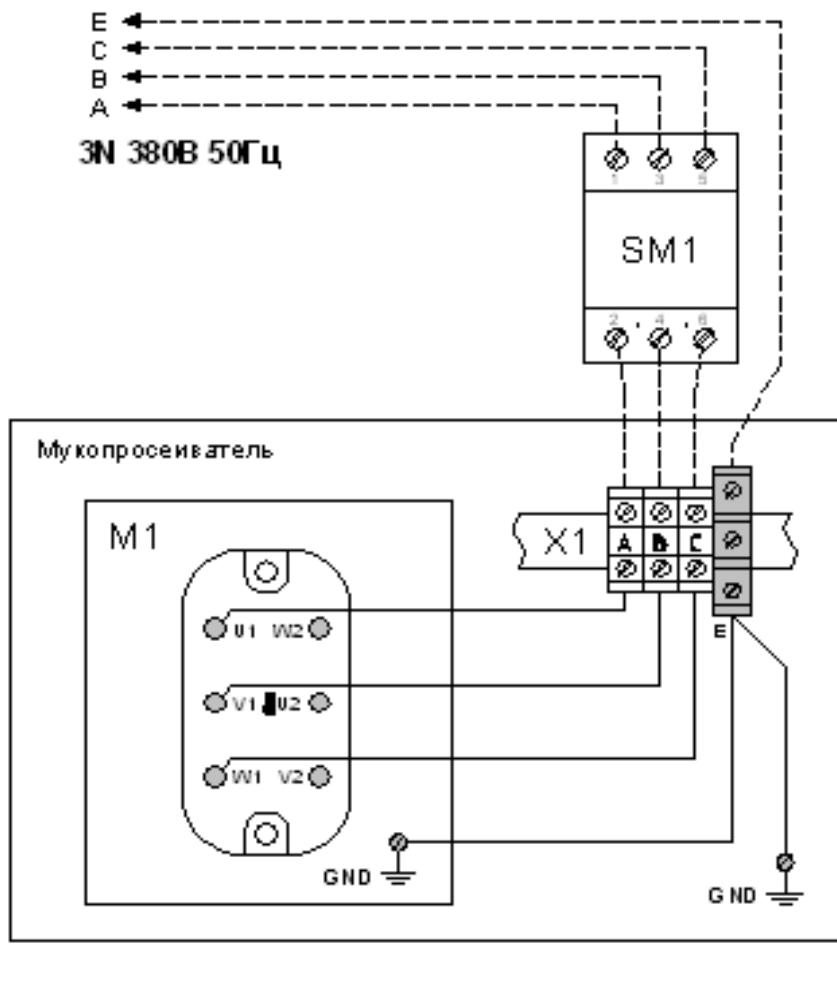 E
C
B
A
3N 380В 50Гц
1 3 5
SM1
2 4 6
Мукопросеиватель
M1
X1
A B C
U1 W2
E
V1 U2
W1 V2
GND
GND